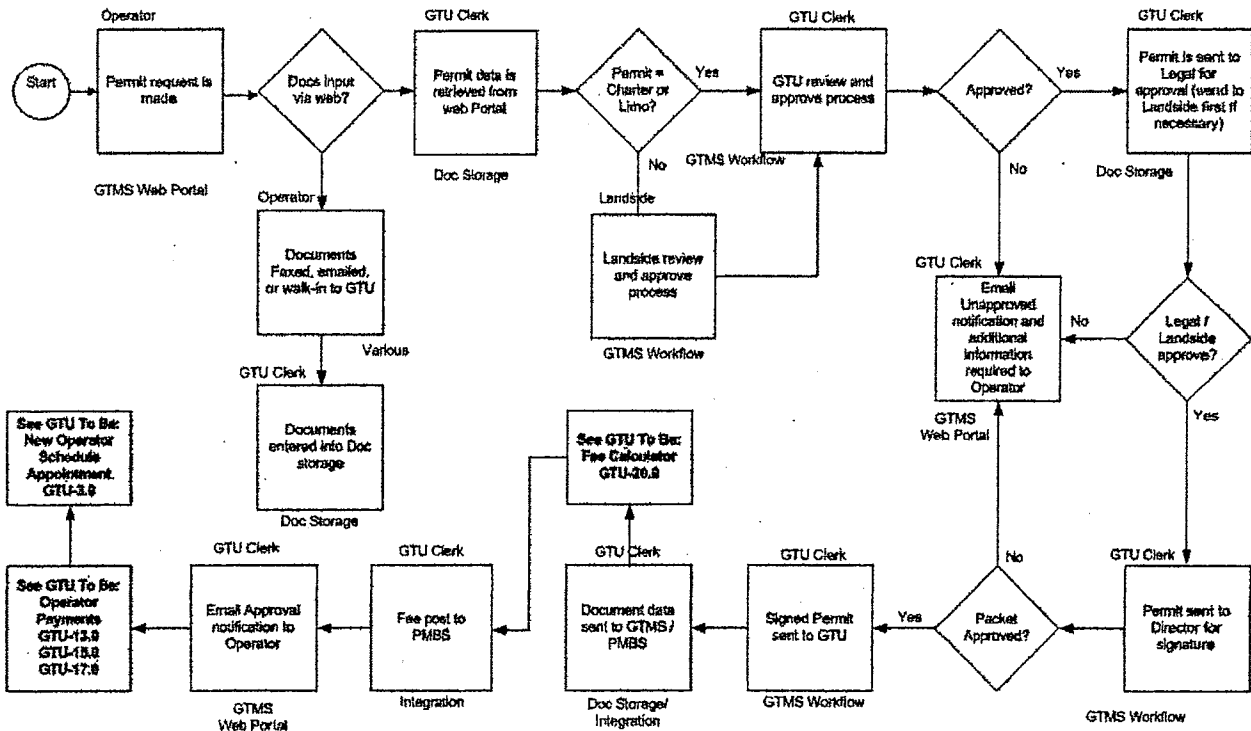 Operator
GTU Clerk
GTU Clerk
GTU Clerk
Start
Permit request is
made
Docs input
via web?
Permit data is
retrieved from
web Portal
Permit =
Charter or
Limo?
Yes
GTU review and
approve process
Approved?
Yes
Permit is sent to
Legal for
approval (send to
Landside first if
necessary)
GTMS Web Portal
Doc Storage
No
GTMS Workflow
No
Doc Storage
Operator
Documents
Faxed, emailed,
or walk-in to GTU
Various
Landside
Landside review
and approve
process
GTMS Workflow
GTU Clerk
Email
Unapproved
notification and
additional
information
required to
Operator
GTMS
Web Portal
No
Legal /
Landside
approve?
Yes
GTU Clerk
Documents
entered into Doc
storage
Doc Storage
See GTU To Be:
New Operator
Schedule
Appointment.
GTU-3.0
See GTU To Be:
Fee Calculator
GTU-20.0
See GTU To Be:
Operator
Payments
GTU-13.0
GTU-15.0
GTU-17.0
GTU Clerk
Email Approval
notification to
Operator
GTMS
Web Portal
GTU Clerk
Fee post to
PMBS
Integration
GTU Clerk
Document data
sent to GTMS /
PMBS
Doc Storage/
Integration
GTU Clerk
Signed Permit
sent to GTU
GTMS Workflow
Yes
No
Packet
Approved?
GTU Clerk
Permit sent to
Director for
signature
GTMS Workflow